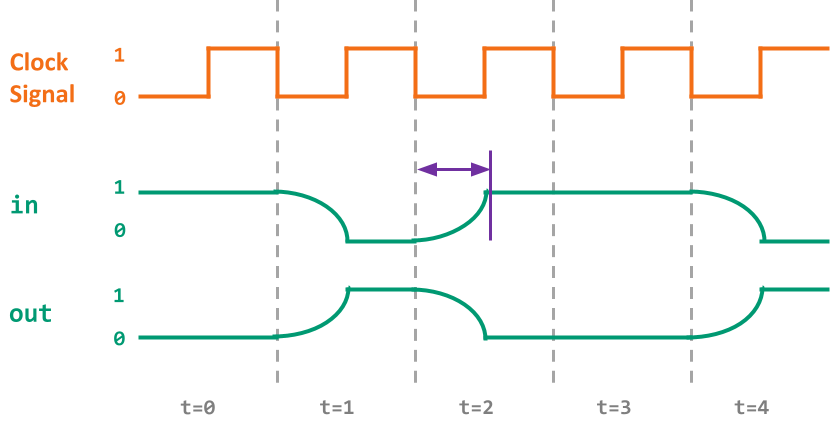 Clock
Signal
1
0
in
1
0
out
1
0
t=0 t=1 t=2 t=3 t=4